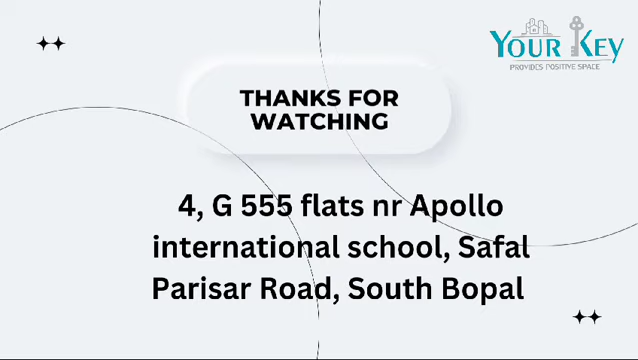 YOUR KEY
PROVIDES POSITIVE SPACE
THANKS FOR
WATCHING
4, G 555 flats nr Apollo
international school, Safal
Parisar Road, South Bopal